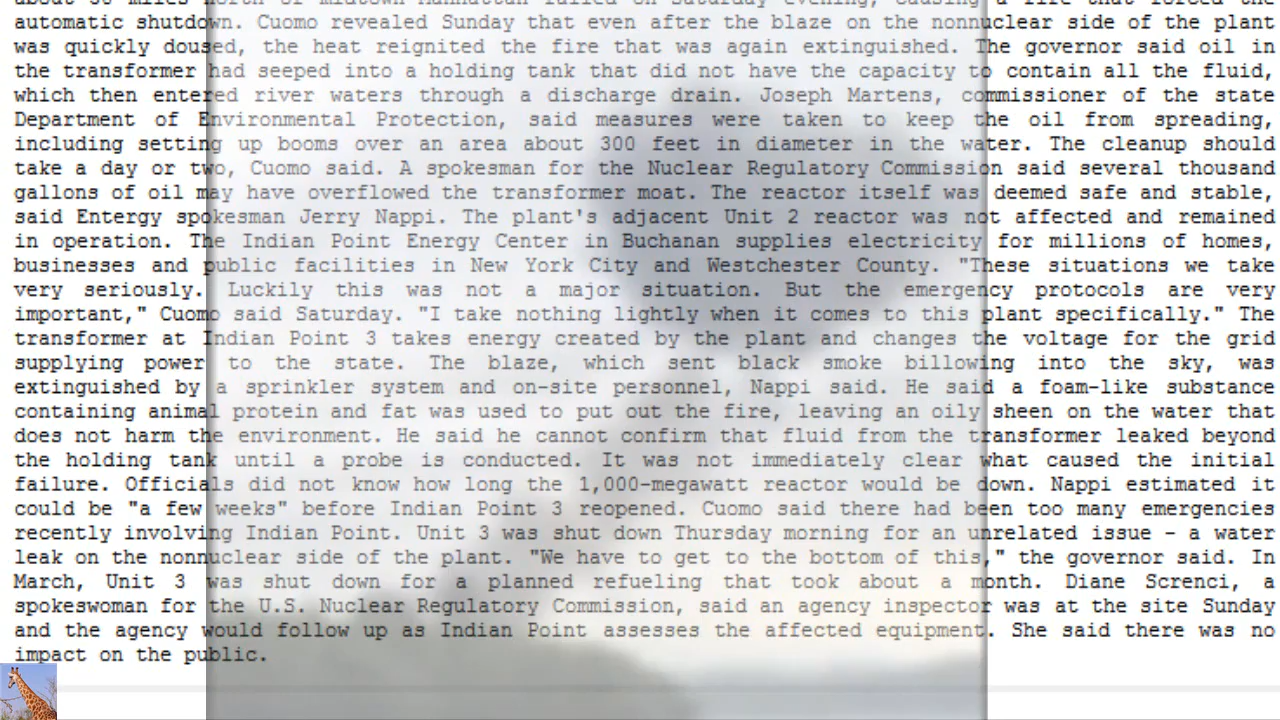 automatic shutdown. Cuomo revealed Sunday that even after the blaze on the nonnuclear side of the plant
was quickly doused, the heat reignited the fire that was again extinguished. The governor said oil in
the transformer had seeped into a holding tank that did not have the capacity to contain all the fluid,
which then entered river waters through a discharge drain. Joseph Martens, commissioner of the state
Department of Environmental Protection, said measures were taken to keep the oil from spreading,
including setting up booms over an area about 300 feet in diameter in the water. The cleanup should
take a day or two, Cuomo said. A spokesman for the Nuclear Regulatory Commission said several thousand
gallons of oil may have overflowed the transformer moat. The reactor itself was deemed safe and stable,
said Entergy spokesman Jerry Nappi. The plant's adjacent Unit 2 reactor was not affected and remained
in operation. The Indian Point Energy Center in Buchanan supplies electricity for millions of homes,
businesses and public facilities in New York City and Westchester County. "These situations we take
very seriously. Luckily this was not a major situation. But the emergency protocols are very
important," Cuomo said Saturday. "I take nothing lightly when it comes to this plant specifically." The
transformer at Indian Point 3 takes energy created by the plant and changes the voltage for the grid
supplying power to the state. The blaze, which sent black smoke billowing into the sky, was
extinguished by a sprinkler system and on-site personnel, Nappi said. He said a foam-like substance
containing animal protein and fat was used to put out the fire, leaving an oily sheen on the water that
does not harm the environment. He said he cannot confirm that fluid from the transformer leaked beyond
the holding tank until a probe is conducted. It was not immediately clear what caused the initial
failure. Officials did not know how long the 1,000-megawatt reactor would be down. Nappi estimated it
could be "a few weeks" before Indian Point 3 reopened. Cuomo said there had been too many emergencies
recently involving Indian Point. Unit 3 was shut down Thursday morning for an unrelated issue - a water
leak on the nonnuclear side of the plant. "We have to get to the bottom of this," the governor said. In
March, Unit 3 was shut down for a planned refueling that took about a month. Diane Screnci, a
spokeswoman for the U.S. Nuclear Regulatory Commission, said an agency inspector was at the site Sunday
and the agency would follow up as Indian Point assesses the affected equipment. She said there was no
impact on the public.